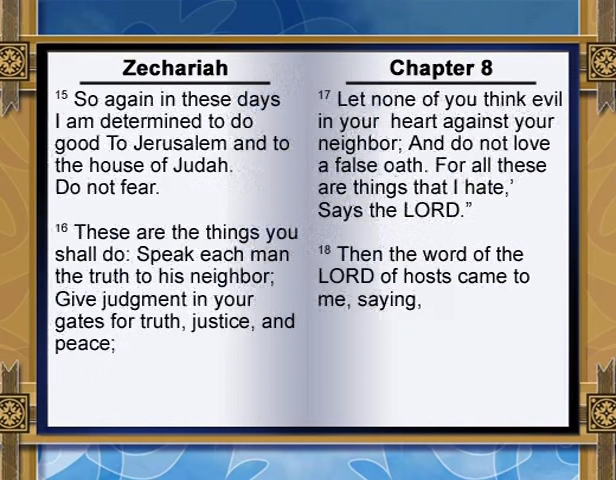 Zechariah
15 So again in these days
I am determined to do
good To Jerusalem and to
the house of Judah.
Do not fear.
16 These are the things you
shall do: Speak each man
the truth to his neighbor;
Give judgment in your
gates for truth, justice, and
peace;
Chapter 8
17 Let none of you think evil
in your  heart against your
neighbor; And do not love
a false oath. For all these
are things that I hate,’
Says the LORD.”
18 Then the word of the
LORD of hosts came to
me, saying,